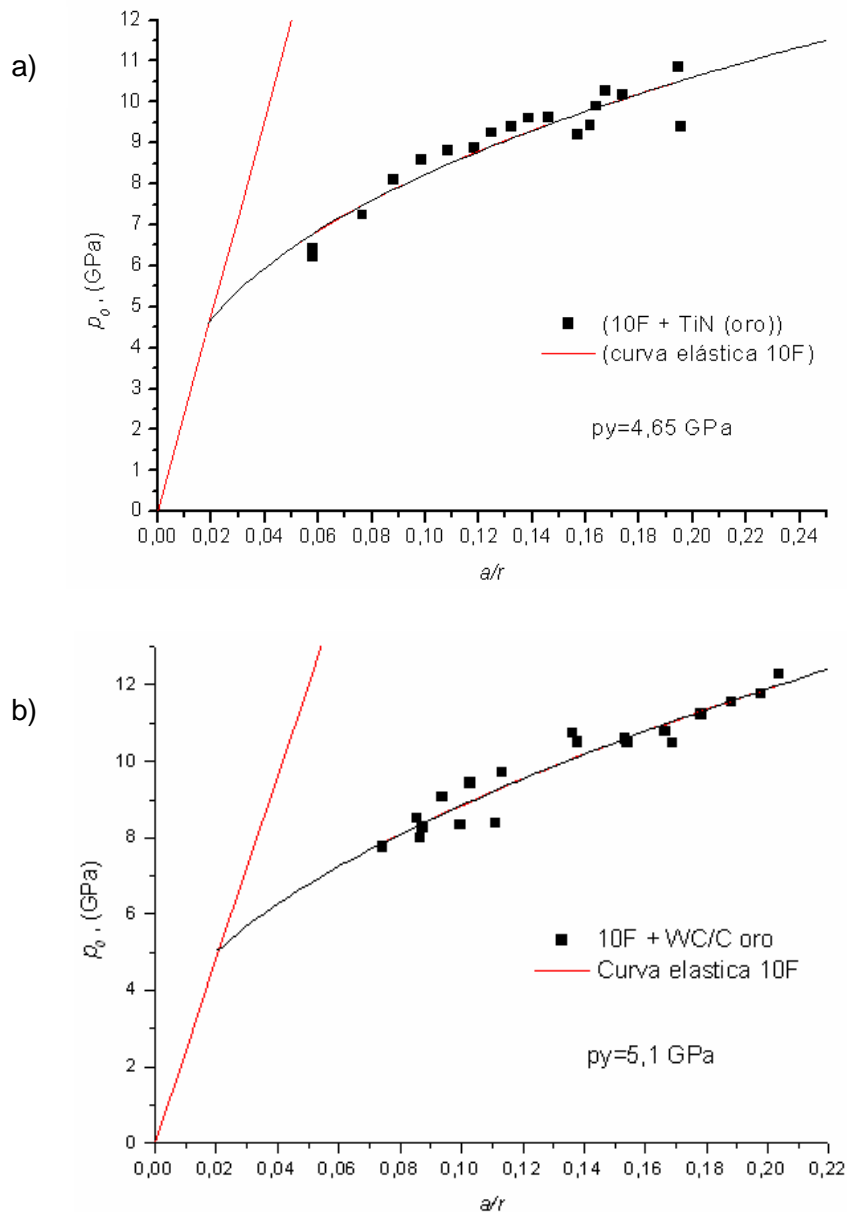 a)
12
11
10
9
8
7
6
5
4
3
2
1
0
p₀ , (GPa)
(10F + TiN (oro))
(curva elástica 10F)
py=4,65 GPa
0,00 0,02 0,04 0,06 0,08 0,10 0,12 0,14 0,16 0,18 0,20 0,22 0,24
a/r
b)
12
10
8
6
4
2
0
p₀ , (GPa)
10F + WC/C oro
Curva elastica 10F
py=5,1 GPa
0,00 0,02 0,04 0,06 0,08 0,10 0,12 0,14 0,16 0,18 0,20 0,22
a/r